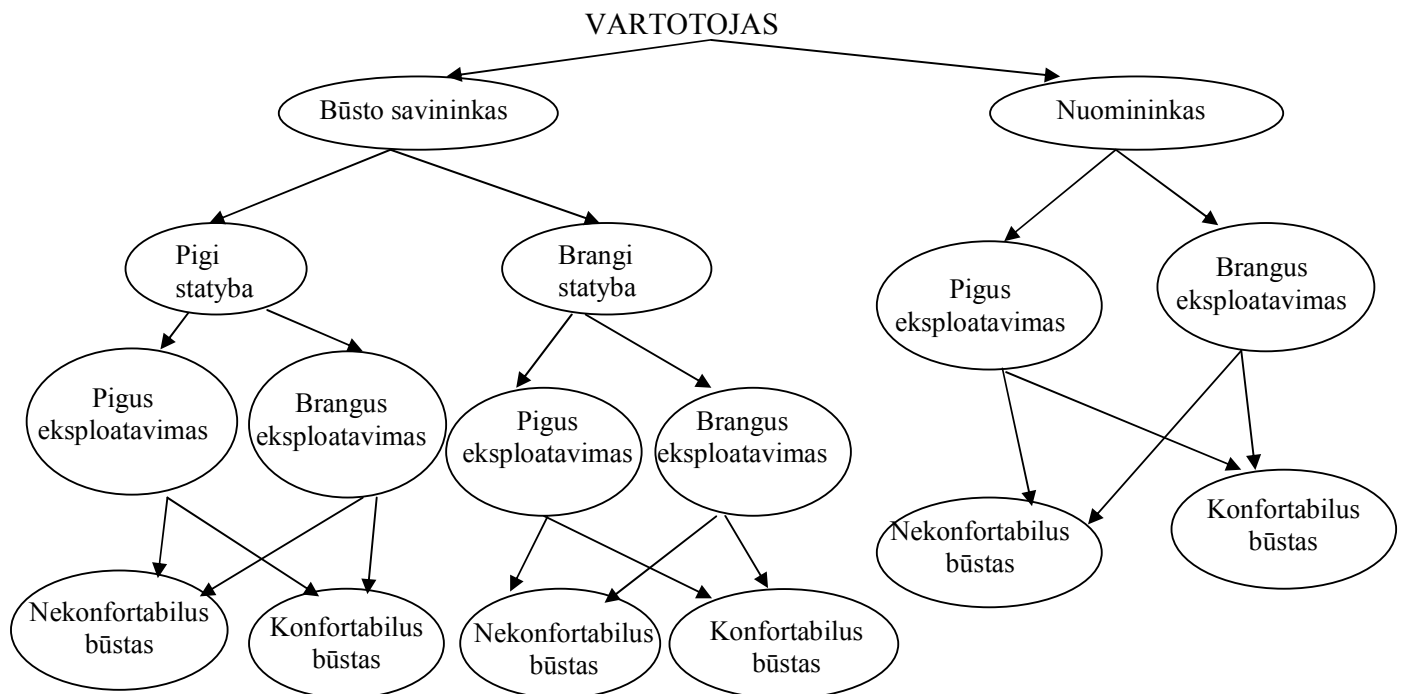 VARTOTOJAS
Būsto savininkas
Nuomininkas
Pigi
statyba
Brangi
statyba
Pigus
eksploatavimas
Brangus
eksploatavimas
Pigus
eksploatavimas
Brangus
eksploatavimas
Pigus
eksploatavimas
Brangus
eksploatavimas
Nekonfortabilus
būstas
Konfortabilus
būstas
Nekonfortabilus
būstas
Konfortabilus
būstas
Nekonfortabilus
būstas
Konfortabilus
būstas